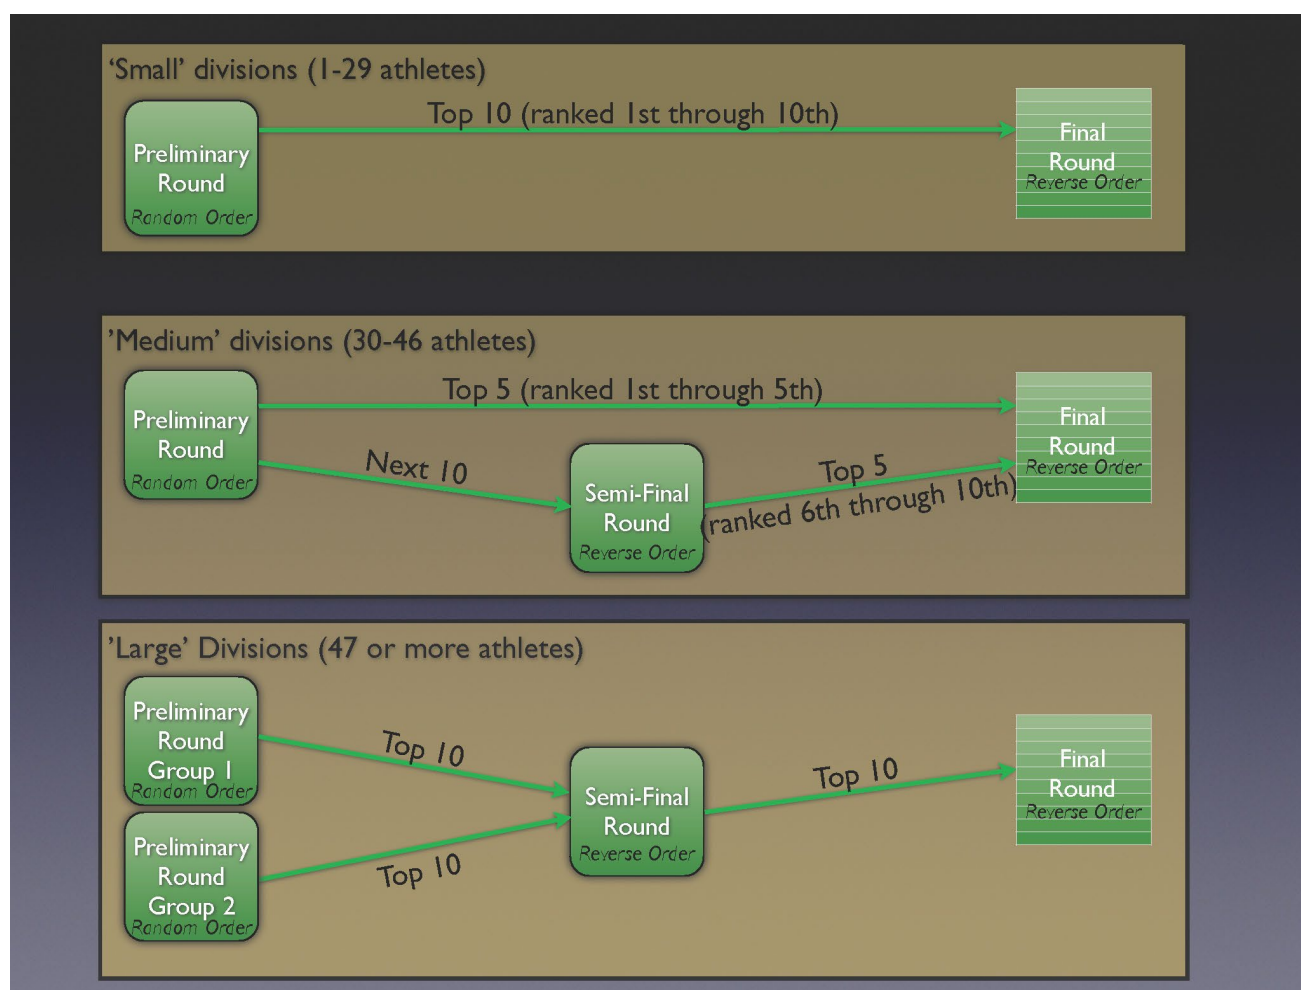 ‘Small’ divisions (1-29 athletes)
Top 10 (ranked 1st through 10th)
Preliminary
Round
Random Order
Final
Round
Reverse Order
’Medium’ divisions (30-46 athletes)
Top 5 (ranked 1st through 5th)
Preliminary
Round
Random Order
Next 10
Semi-Final
Round
Reverse Order
Top 5
(ranked 6th through 10th)
Final
Round
Reverse Order
’Large’ Divisions (47 or more athletes)
Preliminary
Round
Group 1
Random Order
Top 10
Preliminary
Round
Group 2
Random Order
Top 10
Semi-Final
Round
Reverse Order
Top 10
Final
Round
Reverse Order